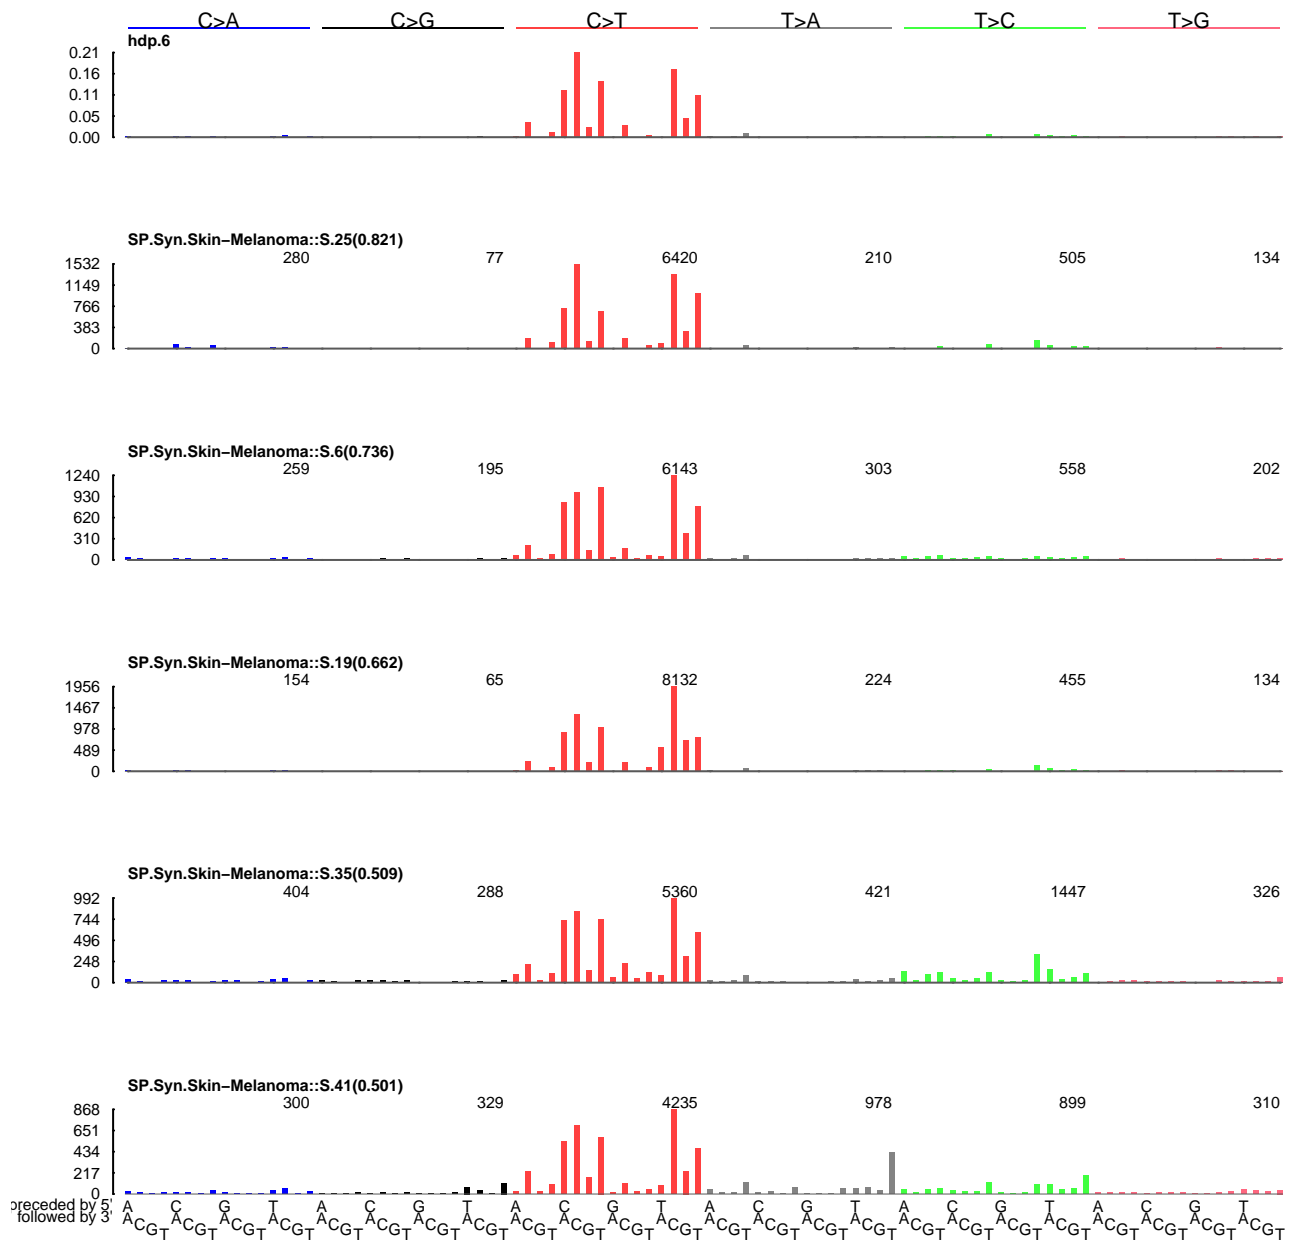 C>A C>G C>T T>A T>C T>G
hdp.6
0.21
0.16
0.11
0.05
0.00
SP.Syn.Skin−Melanoma::S.25(0.821)
280 77 6420 210 505 134
1532
1149
766
383
0
SP.Syn.Skin−Melanoma::S.6(0.736)
259 195 6143 303 558 202
1240
930
620
310
0
SP.Syn.Skin−Melanoma::S.19(0.662)
154 65 8132 224 455 134
1956
1467
978
489
0
SP.Syn.Skin−Melanoma::S.35(0.509)
404 288 5360 421 1447 326
992
744
496
248
0
SP.Syn.Skin−Melanoma::S.41(0.501)
300 329 4235 978 899 310
868
651
434
217
0
preceded by 5' A C G T A C G T A C G T A C G T A C G T A C G T
followed by 3' A C G T A C G T A C G T A C G T A C G T A C G T A C G T A C G T A C G T A C G T A C G T A C G T A C G T A C G T A C G T A C G T A C G T A C G T A C G T A C G T A C G T A C G T A C G T A C G T